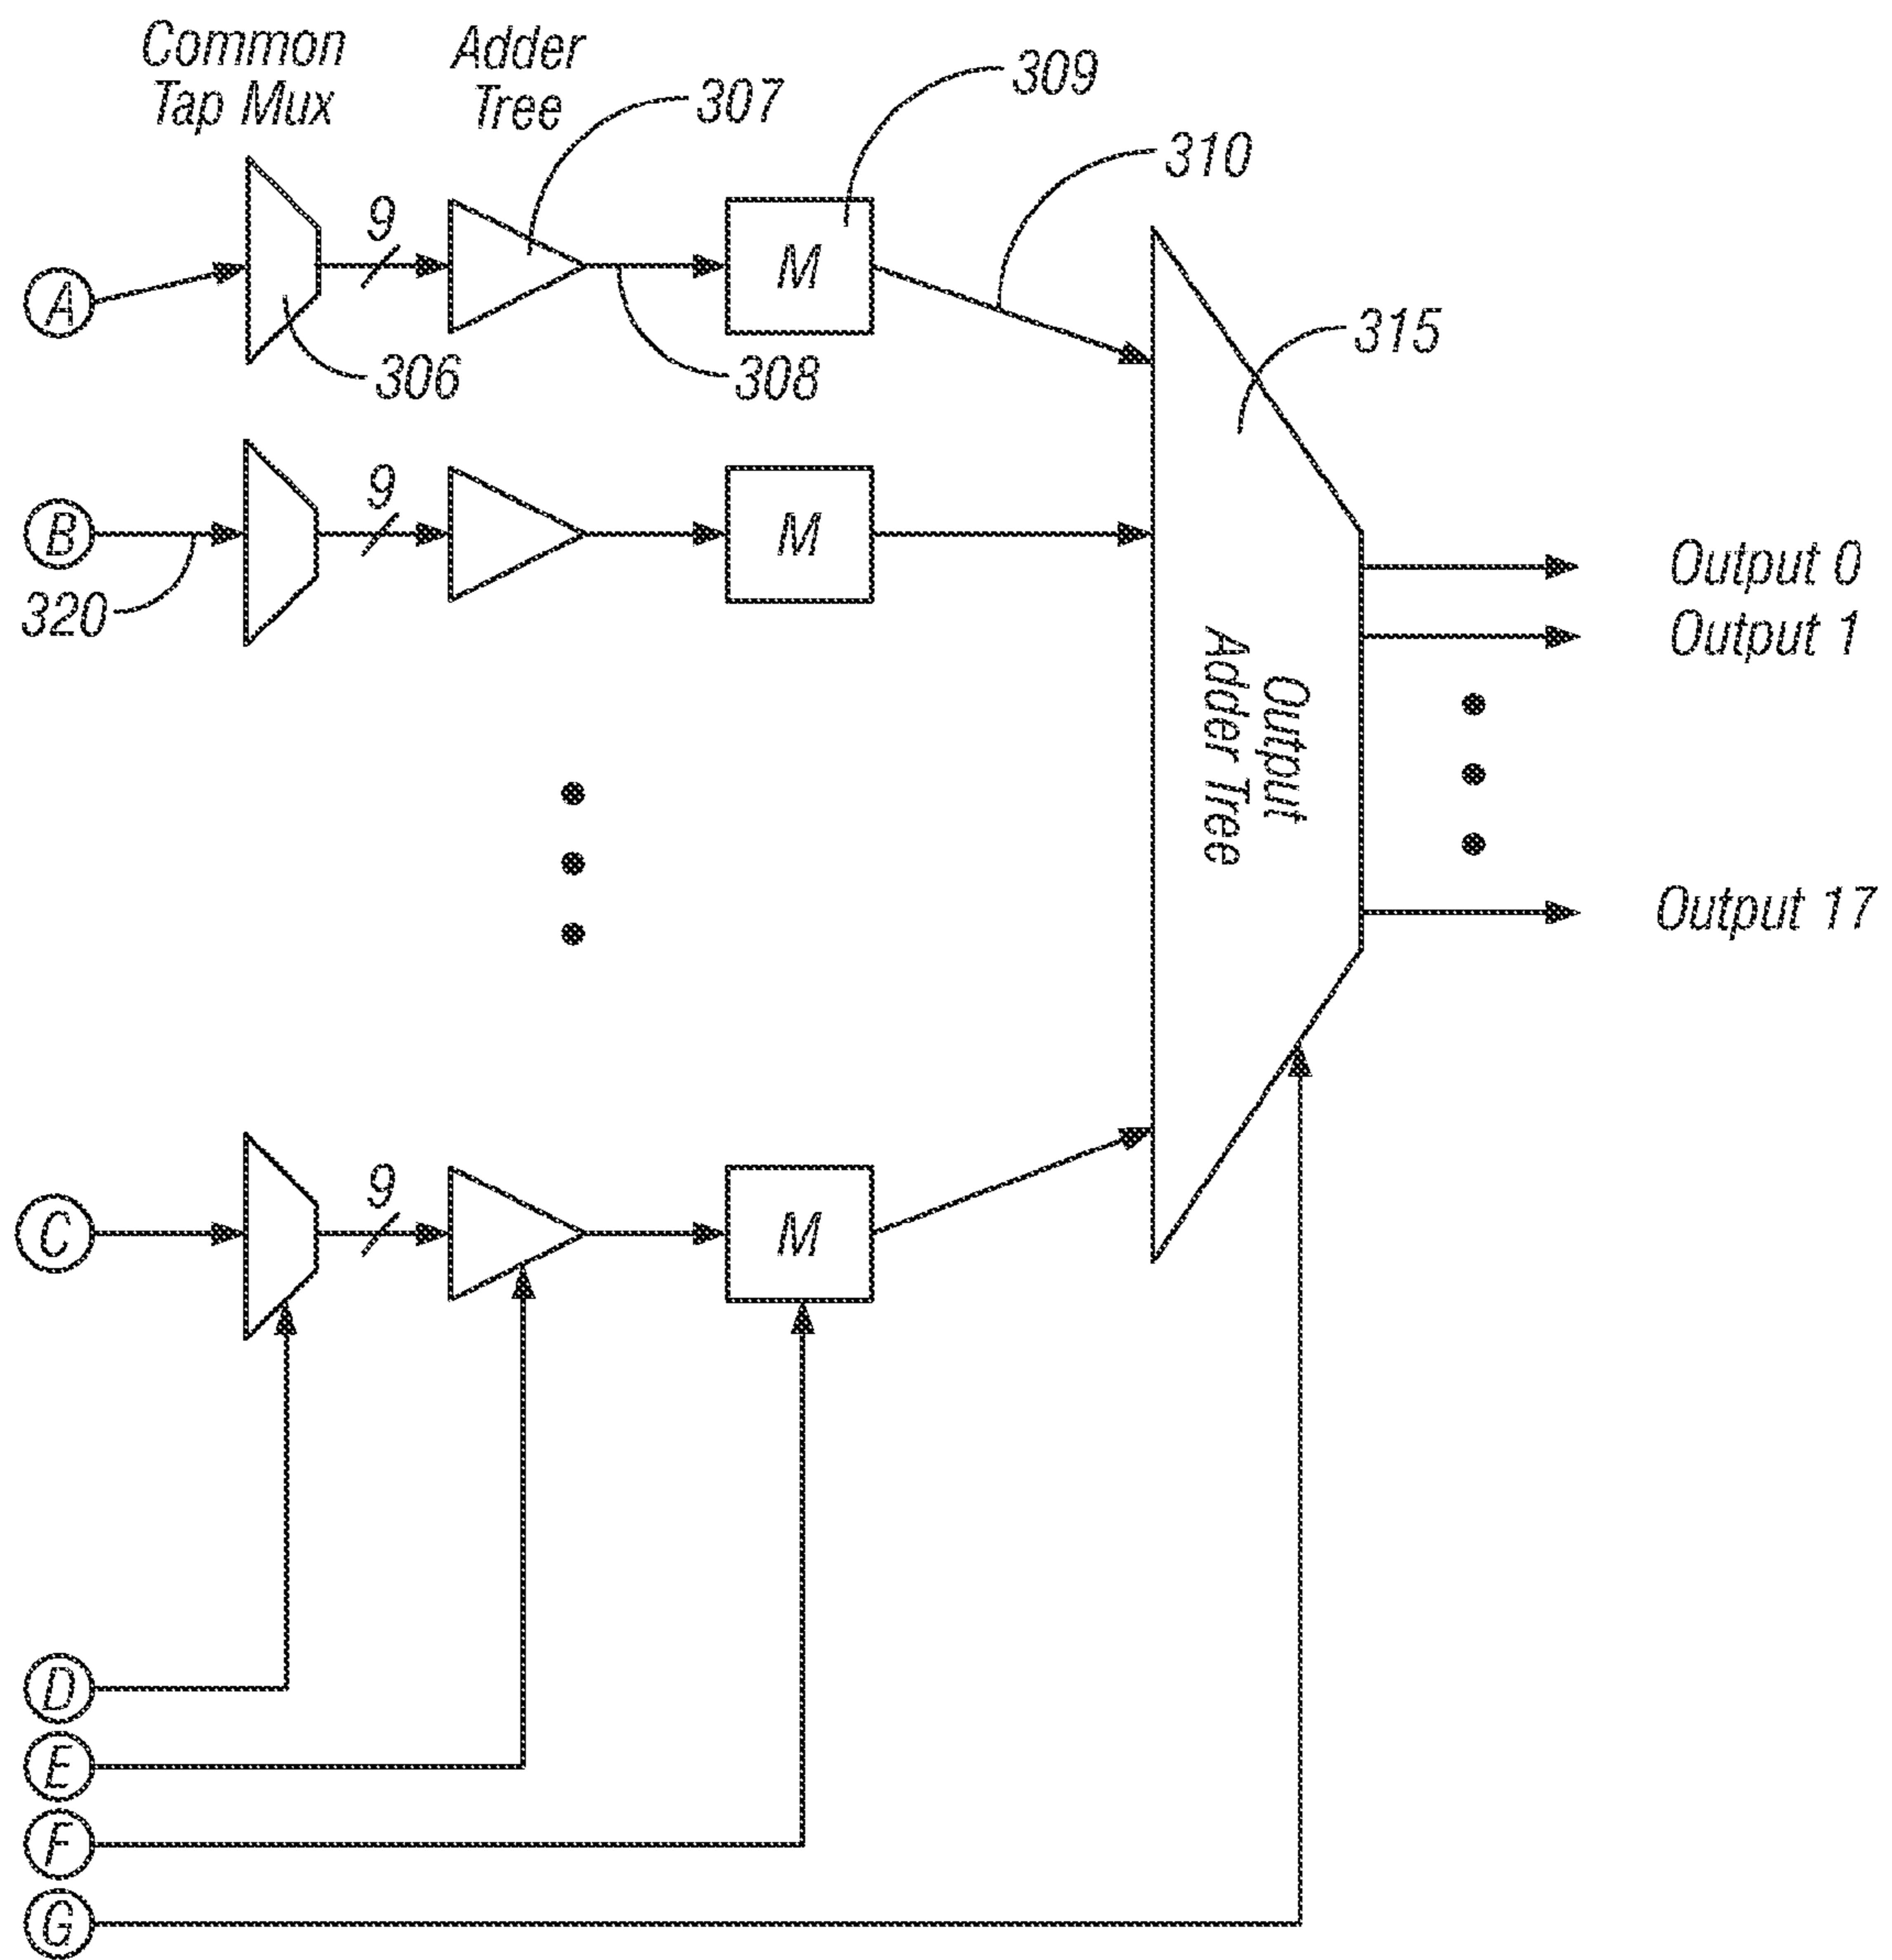 Common
Tap Mux
Adder
Tree
307
309
310
9
A
M
315
306
308
9
B
M
320
Output 0
Output 1
Output
Adder Tree
Output 17
9
C
M
D
E
F
G